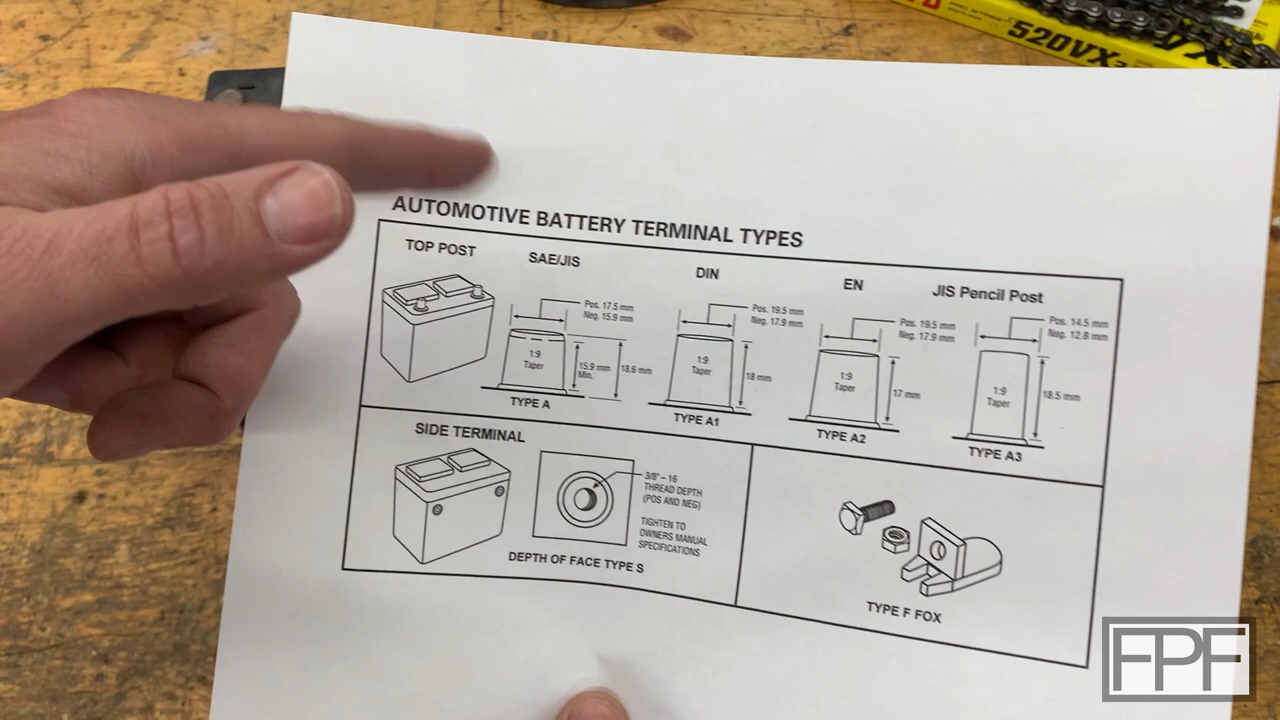 520VX3
AUTOMOTIVE BATTERY TERMINAL TYPES
TOP POST
SAE/JIS
Pos. 17.5 mm
Neg. 15.9 mm
1:9
Taper
15.9 mm
Min.
18.6 mm
TYPE A
DIN
Pos. 19.5 mm
Neg. 17.9 mm
1:9
Taper
18 mm
TYPE A1
EN
Pos. 19.5 mm
Neg. 17.9 mm
1:9
Taper
17 mm
TYPE A2
JIS Pencil Post
Pos. 14.5 mm
Neg. 12.8 mm
1:9
Taper
18.5 mm
TYPE A3
SIDE TERMINAL
3/8" – 16
THREAD DEPTH
(POS AND NEG)
TIGHTEN TO
OWNERS MANUAL
SPECIFICATIONS
DEPTH OF FACE TYPE S
TYPE F FOX
FPF